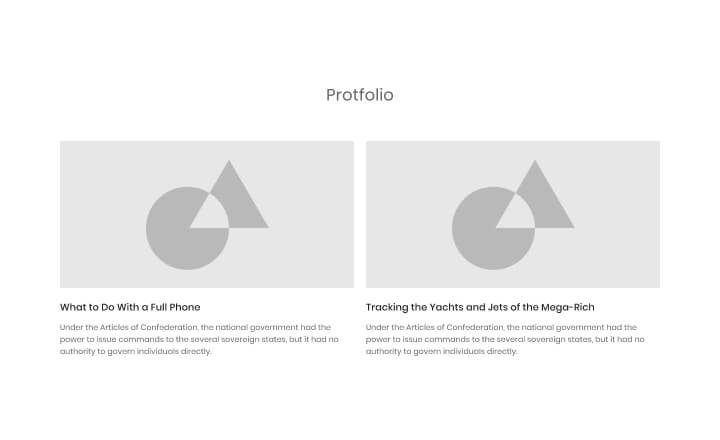 Protfolio
What to Do With a Full Phone
Under the Articles of Confederation, the national government had the
power to issue commands to the several sovereign states, but it had no
authority to govern individuals directly.
Tracking the Yachts and Jets of the Mega-Rich
Under the Articles of Confederation, the national government had the
power to issue commands to the several sovereign states, but it had no
authority to govern individuals directly.